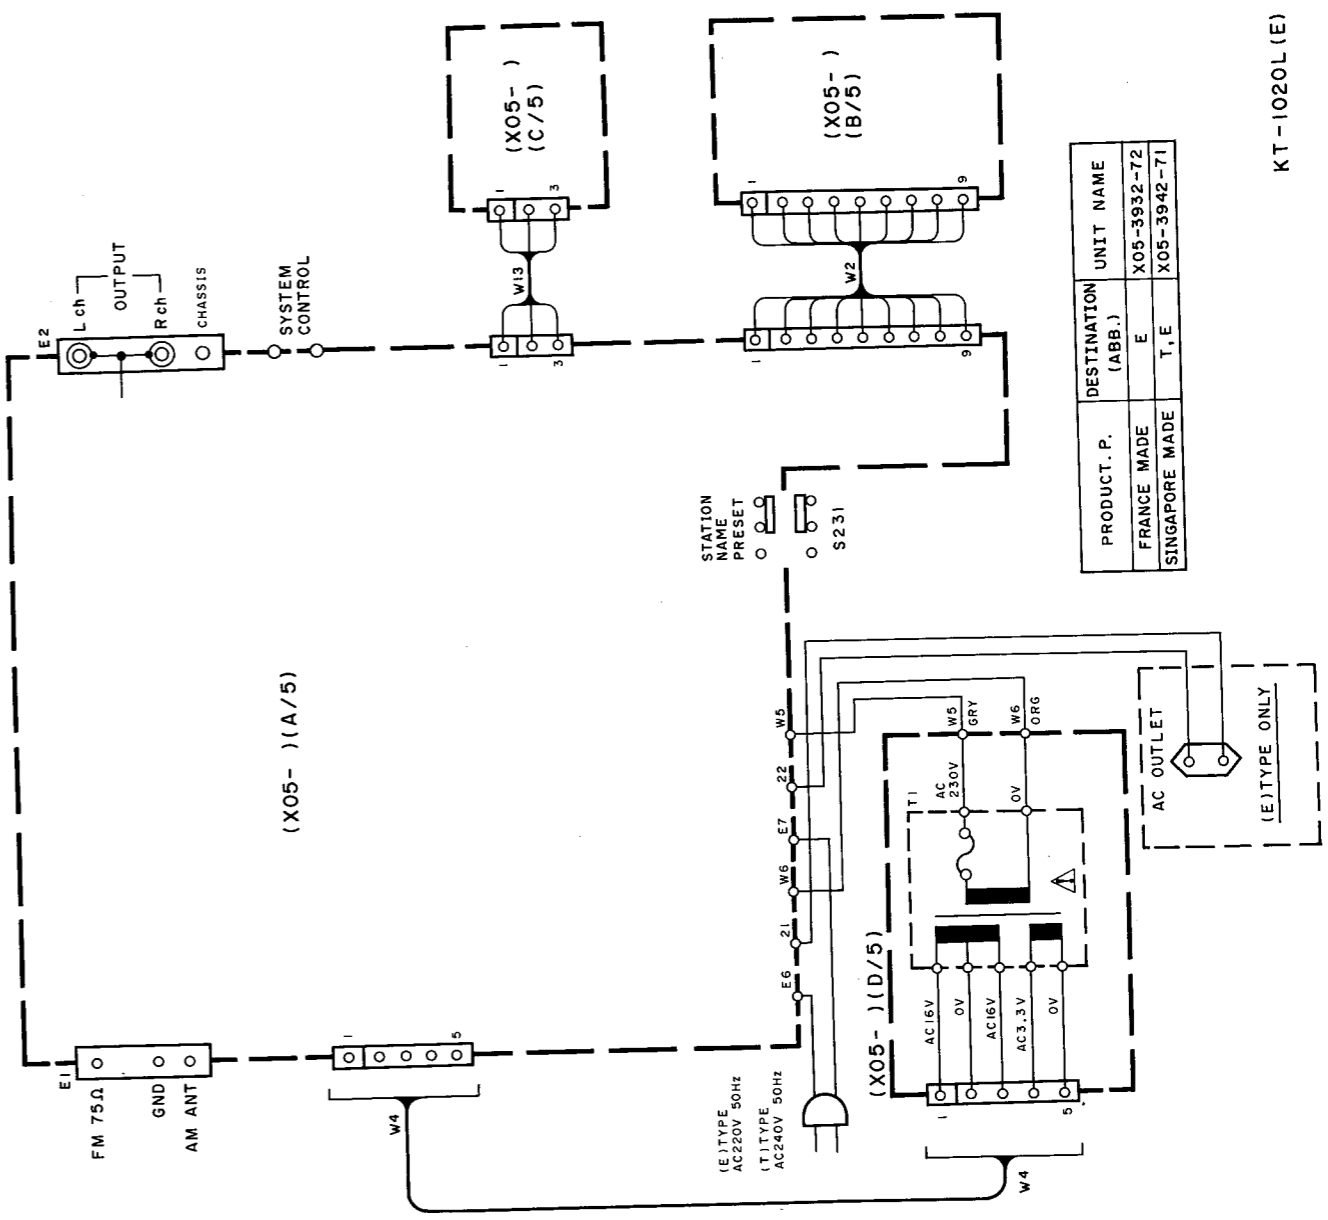 (X05- )
(C/5)
(X05- )
(B/5)
KT-1020L(E)
1
3
1
9
E2
L ch
OUTPUT
R ch
CHASSIS
SYSTEM
CONTROL
W13
W2
1
3
1
9
PRODUCT. P. DESTINATION (ABB.) UNIT NAME
FRANCE MADE E X05-3932-72
SINGAPORE MADE T, E X05-3942-71
STATION
NAME
PRESET
S231
(X05- )(A/5)
W5
22
E7
W6
21
E6
W5
GRY
W6
ORG
AC
230V
0V
T1
AC OUTLET
(E)TYPE ONLY
(X05- )(D/5)
AC16V
0V
AC16V
AC3.3V
0V
1
5
E1
FM 75Ω
GND
AM ANT
1
5
W4
(E)TYPE
AC220V 50Hz
(T)TYPE
AC240V 50Hz
W4